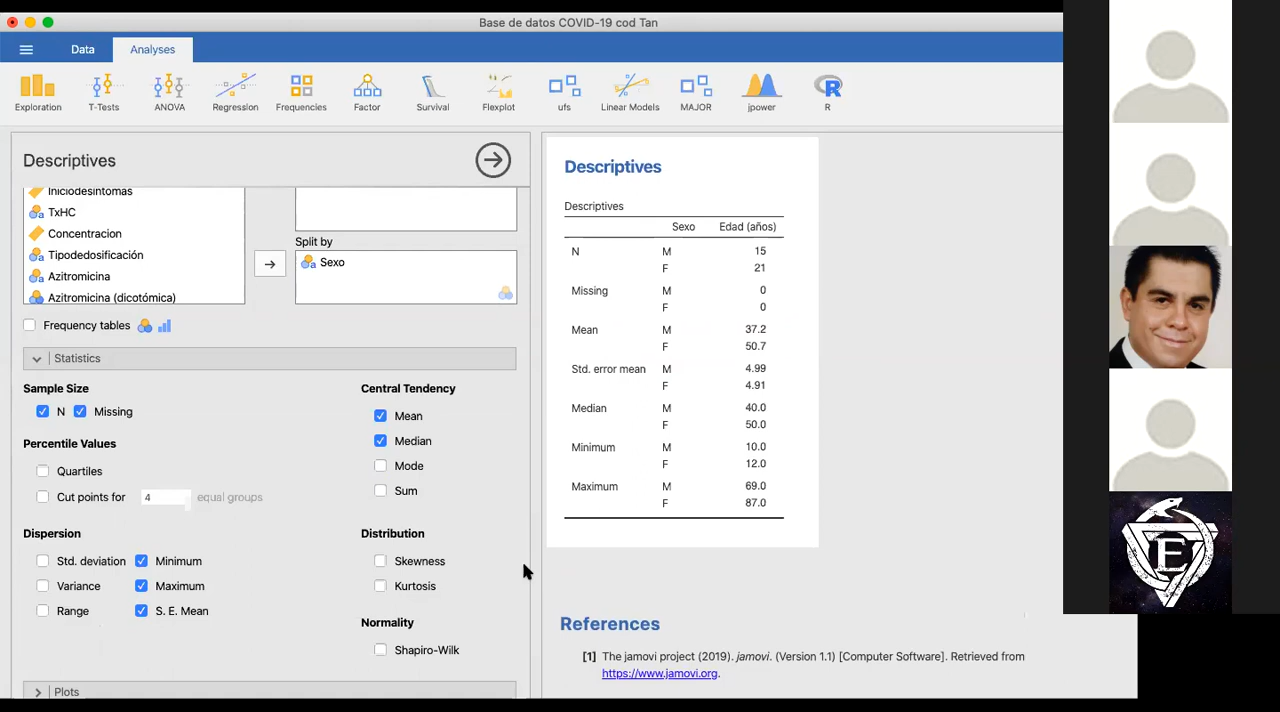 Base de datos COVID-19 cod Tan
Data Analyses
Exploration T-Tests ANOVA Regression Frequencies Factor Survival Flexplot ufs Linear Models MAJOR jpower R
Descriptives
Iniciodesintomas
TxHC
Concentracion
Tipodedosificación
Azitromicina
Azitromicina (dicotómica)
Split by
Sexo
Frequency tables
Statistics
Sample Size
N Missing
Percentile Values
Quartiles
Cut points for 4 equal groups
Dispersion
Std. deviation Minimum
Variance Maximum
Range S. E. Mean
Central Tendency
Mean
Median
Mode
Sum
Distribution
Skewness
Kurtosis
Normality
Shapiro-Wilk
Plots
Descriptives
Descriptives
Sexo Edad (años)
N M 15
F 21
Missing M 0
F 0
Mean M 37.2
F 50.7
Std. error mean M 4.99
F 4.91
Median M 40.0
F 50.0
Minimum M 10.0
F 12.0
Maximum M 69.0
F 87.0
References
[1] The jamovi project (2019). jamovi. (Version 1.1) [Computer Software]. Retrieved from
https://www.jamovi.org.
E